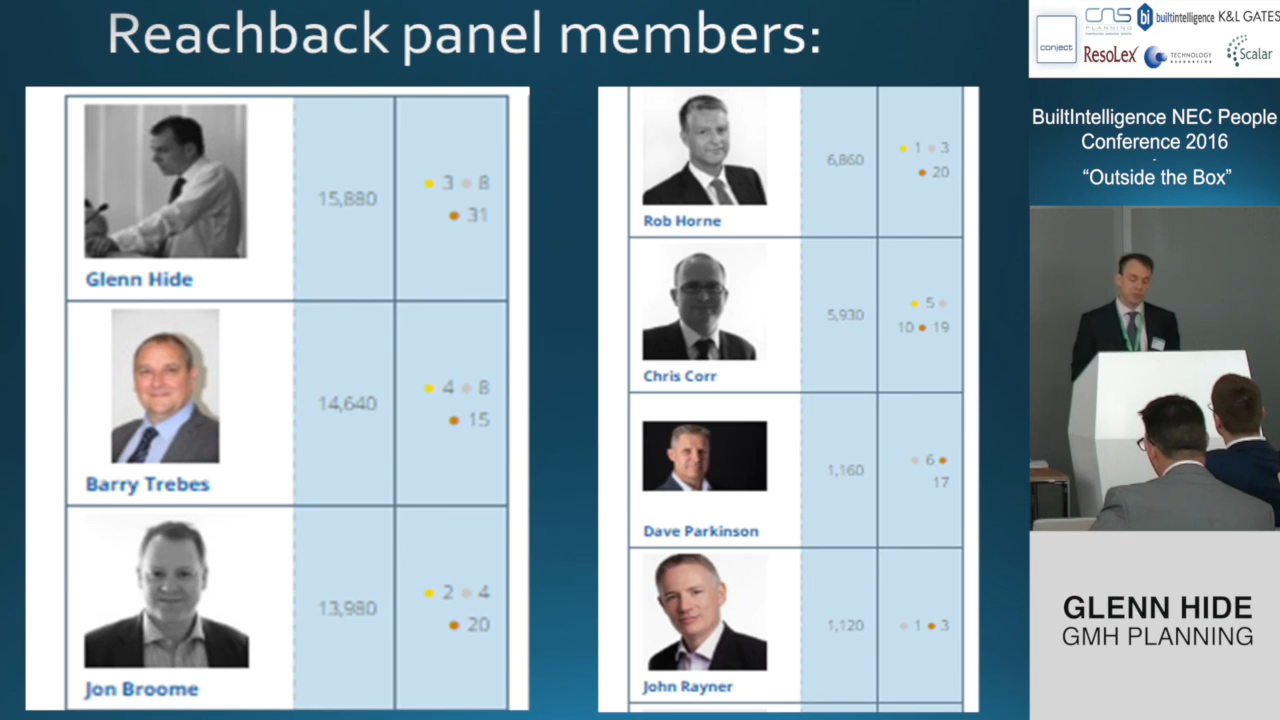 Reachback panel members:
15,880
3 8
31
Glenn Hide
14,640
4 8
15
Barry Trebes
13,980
2 4
20
Jon Broome
6,860
1 3
20
Rob Horne
5,930
5
10 19
Chris Corr
1,160
6
17
Dave Parkinson
1,120
1 3
John Rayner
conject
CNS
PLANNING
bi builtintelligence
K&L GATES
ResoLex
TECHNOLOGY
Scalar
BuiltIntelligence NEC People
Conference 2016
-
“Outside the Box”
GLENN HIDE
GMH PLANNING